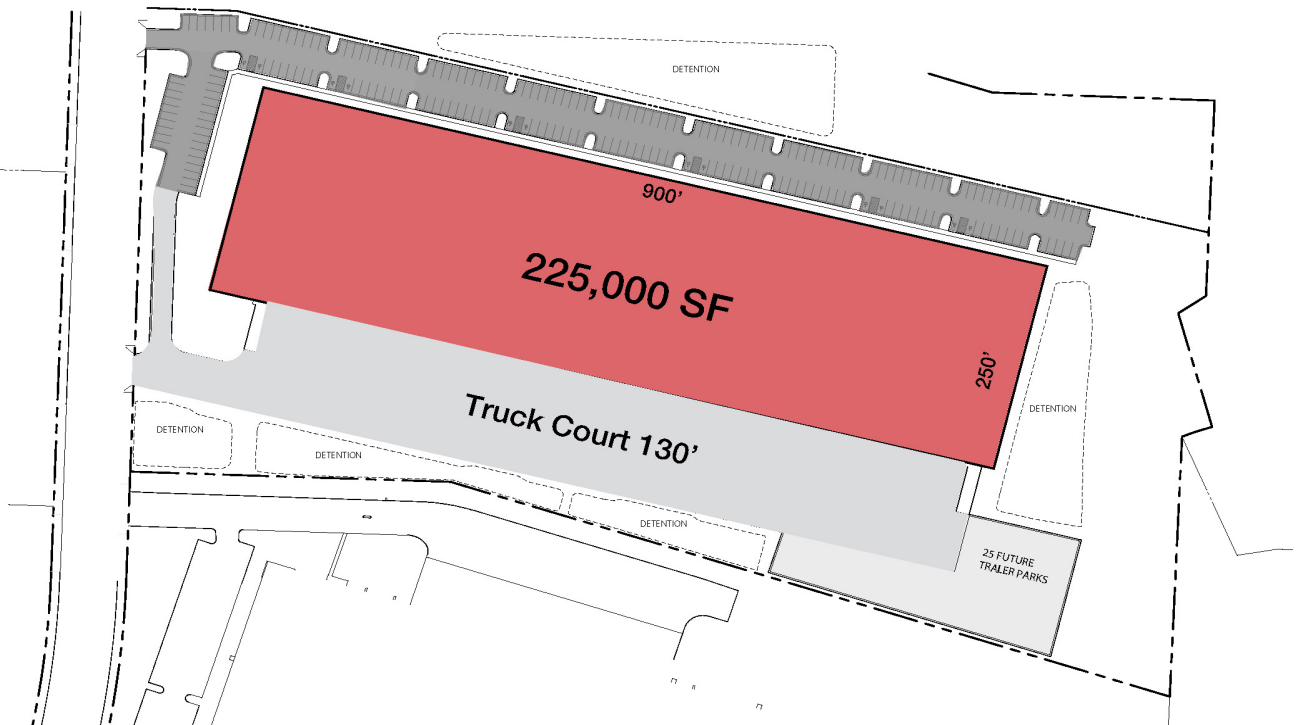 DETENTION
900'
225,000 SF
250'
DETENTION
Truck Court 130'
DETENTION
DETENTION
DETENTION
25 FUTURE
TRALER PARKS